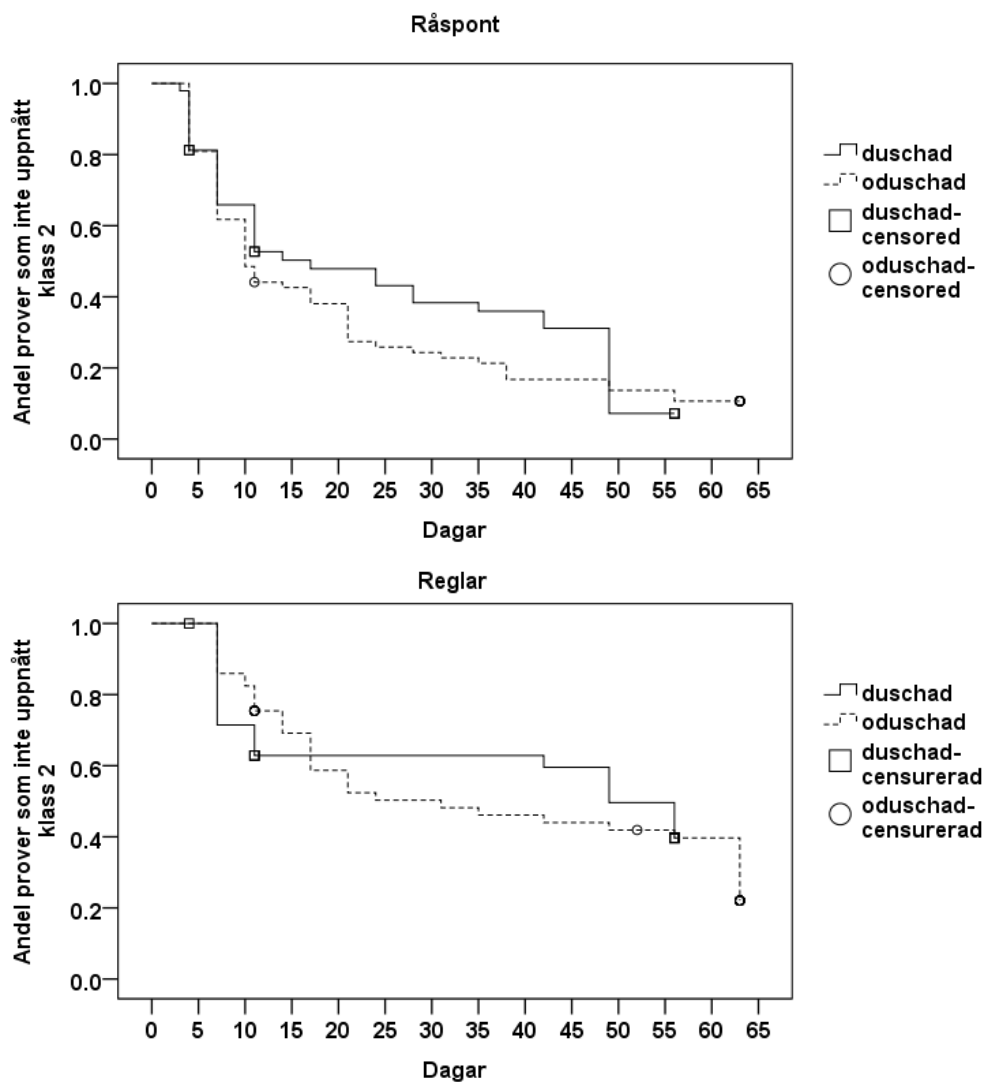 Råspont
Andel prover som inte uppnått
klass 2
1.0
0.8
0.6
0.4
0.2
0.0
0 5 10 15 20 25 30 35 40 45 50 55 60 65
Dagar
duschad
oduschad
duschad-
censored
oduschad-
censored
Reglar
Andel prover som inte uppnått
klass 2
1.0
0.8
0.6
0.4
0.2
0.0
0 5 10 15 20 25 30 35 40 45 50 55 60 65
Dagar
duschad
oduschad
duschad-
censurerad
oduschad-
censurerad